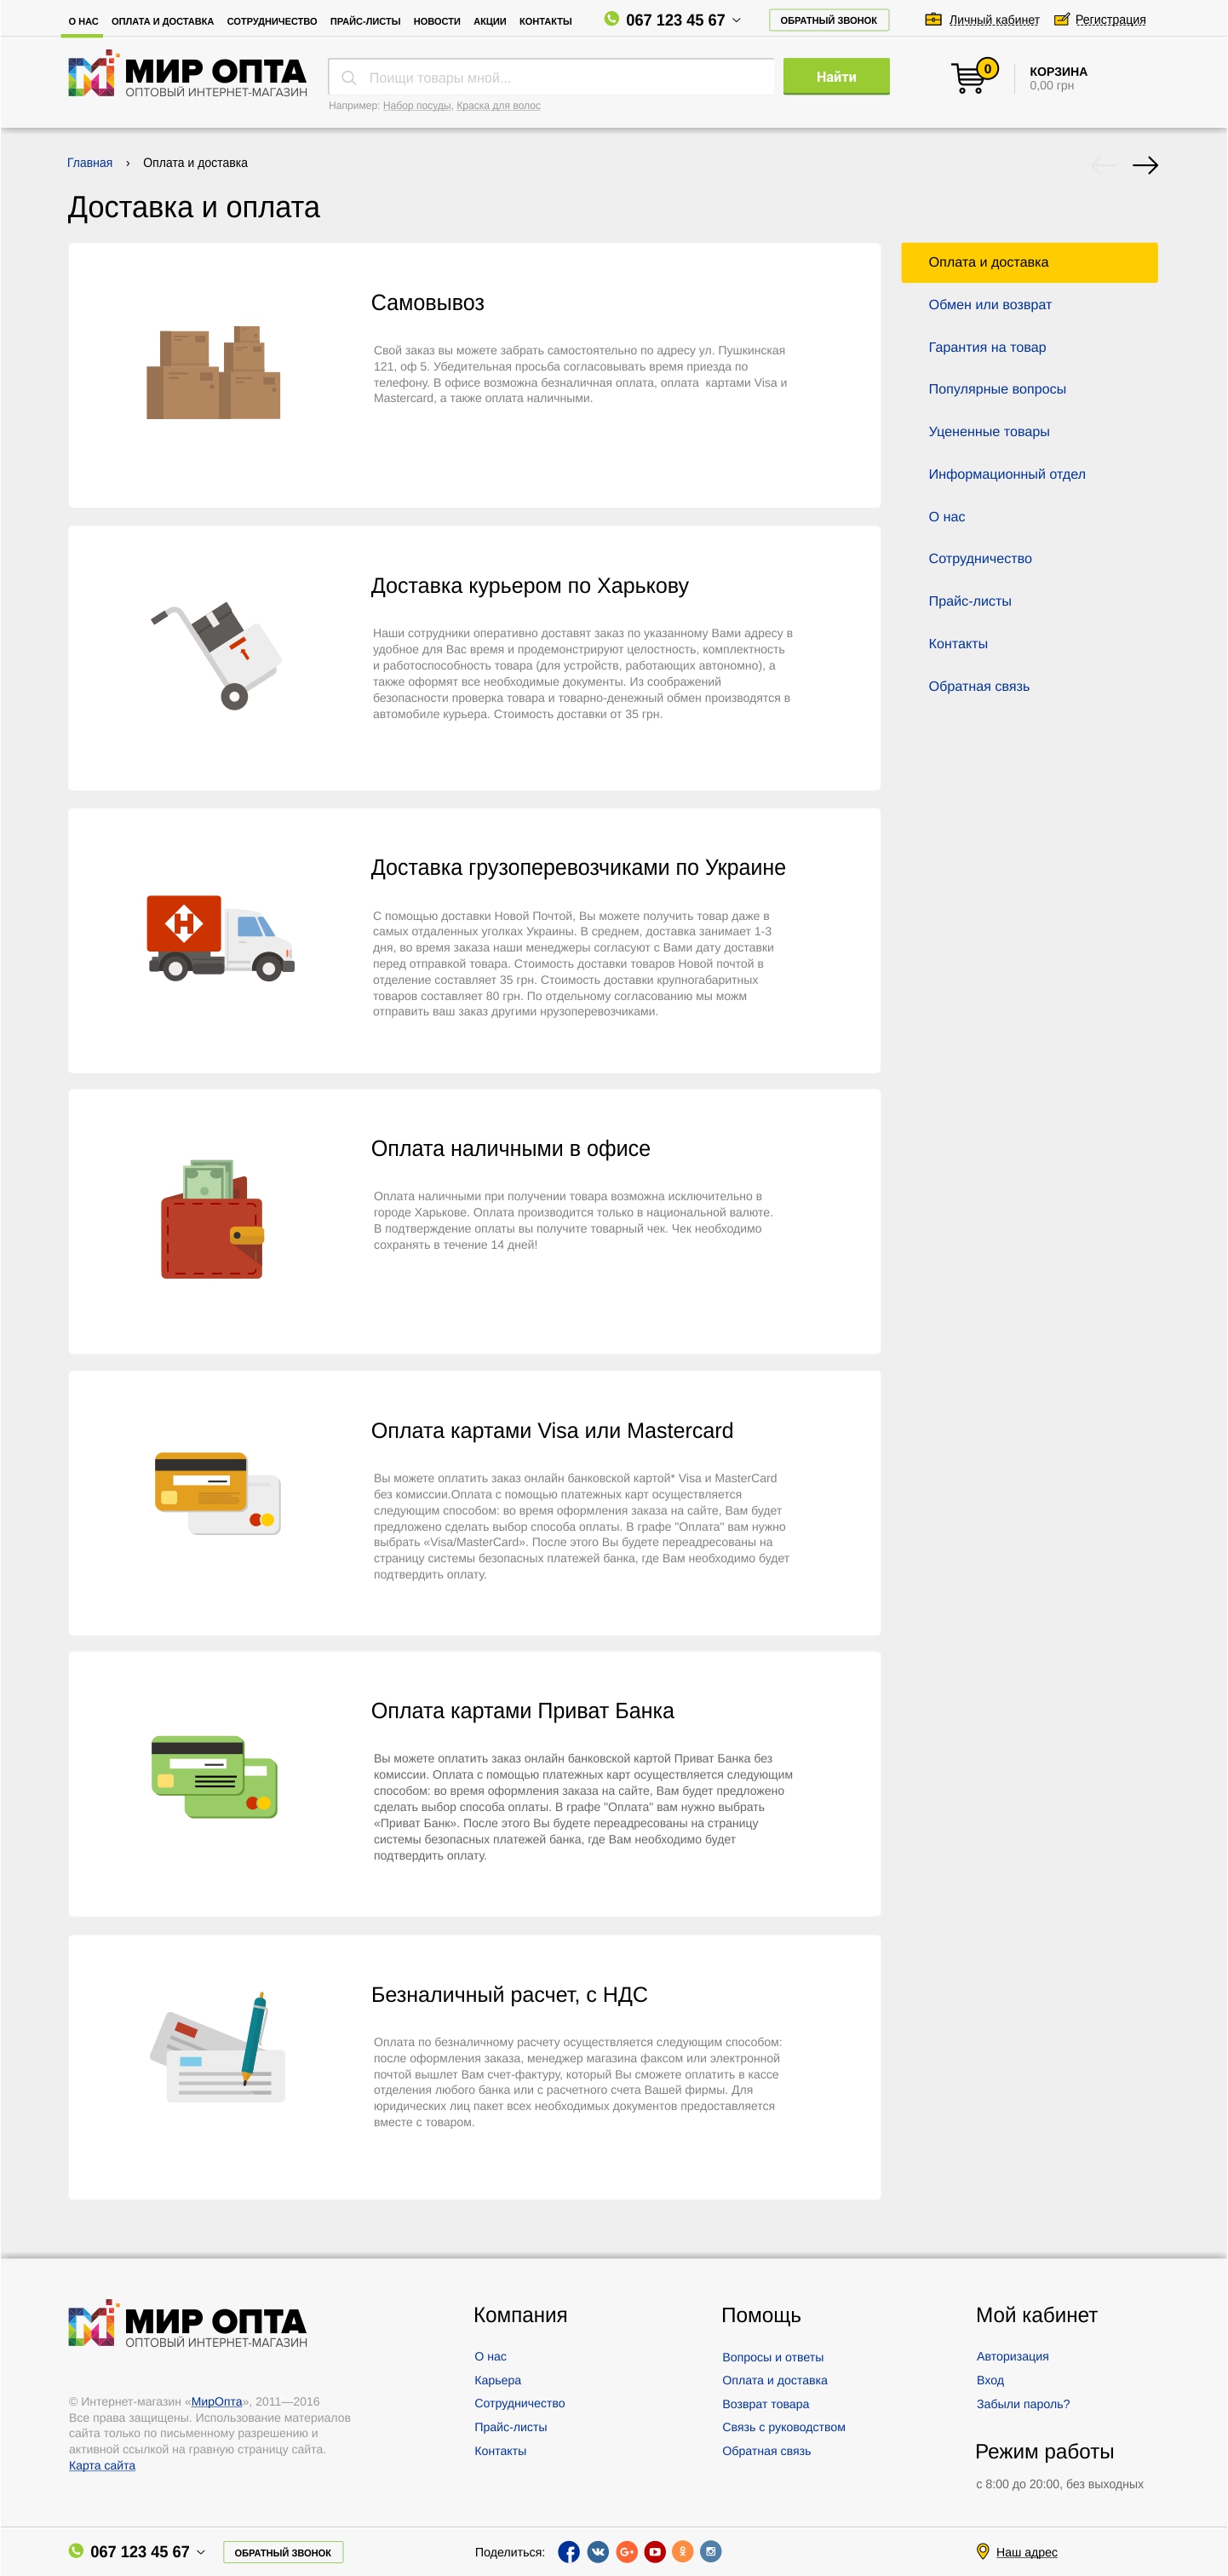 О НАС ОПЛАТА И ДОСТАВКА СОТРУДНИЧЕСТВО ПРАЙС-ЛИСТЫ НОВОСТИ АКЦИИ КОНТАКТЫ 067 123 45 67 ОБРАТНЫЙ ЗВОНОК Личный кабинет Регистрация
МИР ОПТА
ОПТОВЫЙ ИНТЕРНЕТ-МАГАЗИН
Поищи товары мной...
Найти
Например: Набор посуды, Краска для волос
0
КОРЗИНА
0,00 грн
Главная › Оплата и доставка
Доставка и оплата
Самовывоз
Свой заказ вы можете забрать самостоятельно по адресу ул. Пушкинская
121, оф 5. Убедительная просьба согласовывать время приезда по
телефону. В офисе возможна безналичная оплата, оплата картами Visa и
Mastercard, а также оплата наличными.
Доставка курьером по Харькову
Наши сотрудники оперативно доставят заказ по указанному Вами адресу в
удобное для Вас время и продемонстрируют целостность, комплектность
и работоспособность товара (для устройств, работающих автономно), а
также оформят все необходимые документы. Из соображений
безопасности проверка товара и товарно-денежный обмен производятся в
автомобиле курьера. Стоимость доставки от 35 грн.
Доставка грузоперевозчиками по Украине
С помощью доставки Новой Почтой, Вы можете получить товар даже в
самых отдаленных уголках Украины. В среднем, доставка занимает 1-3
дня, во время заказа наши менеджеры согласуют с Вами дату доставки
перед отправкой товара. Стоимость доставки товаров Новой почтой в
отделение составляет 35 грн. Стоимость доставки крупногабаритных
товаров составляет 80 грн. По отдельному согласованию мы можм
отправить ваш заказ другими нрузоперевозчиками.
Оплата наличными в офисе
Оплата наличными при получении товара возможна исключительно в
городе Харькове. Оплата производится только в национальной валюте.
В подтверждение оплаты вы получите товарный чек. Чек необходимо
сохранять в течение 14 дней!
Оплата картами Visa или Mastercard
Вы можете оплатить заказ онлайн банковской картой* Visa и MasterCard
без комиссии.Оплата с помощью платежных карт осуществляется
следующим способом: во время оформления заказа на сайте, Вам будет
предложено сделать выбор способа оплаты. В графе "Оплата" вам нужно
выбрать «Visa/MasterCard». После этого Вы будете переадресованы на
страницу системы безопасных платежей банка, где Вам необходимо будет
подтвердить оплату.
Оплата картами Приват Банка
Вы можете оплатить заказ онлайн банковской картой Приват Банка без
комиссии. Оплата с помощью платежных карт осуществляется следующим
способом: во время оформления заказа на сайте, Вам будет предложено
сделать выбор способа оплаты. В графе "Оплата" вам нужно выбрать
«Приват Банк». После этого Вы будете переадресованы на страницу
системы безопасных платежей банка, где Вам необходимо будет
подтвердить оплату.
Безналичный расчет, с НДС
Оплата по безналичному расчету осуществляется следующим способом:
после оформления заказа, менеджер магазина факсом или электронной
почтой вышлет Вам счет-фактуру, который Вы сможете оплатить в кассе
отделения любого банка или с расчетного счета Вашей фирмы. Для
юридических лиц пакет всех необходимых документов предоставляется
вместе с товаром.
Оплата и доставка
Обмен или возврат
Гарантия на товар
Популярные вопросы
Уцененные товары
Информационный отдел
О нас
Сотрудничество
Прайс-листы
Контакты
Обратная связь
МИР ОПТА
ОПТОВЫЙ ИНТЕРНЕТ-МАГАЗИН
© Интернет-магазин «МирОпта», 2011—2016
Все права защищены. Использование материалов
сайта только по письменному разрешению и
активной ссылкой на гравную страницу сайта.
Карта сайта
Компания
О нас
Карьера
Сотрудничество
Прайс-листы
Контакты
Помощь
Вопросы и ответы
Оплата и доставка
Возврат товара
Связь с руководством
Обратная связь
Мой кабинет
Авторизация
Вход
Забыли пароль?
Режим работы
с 8:00 до 20:00, без выходных
067 123 45 67 ОБРАТНЫЙ ЗВОНОК Поделиться: Наш адрес